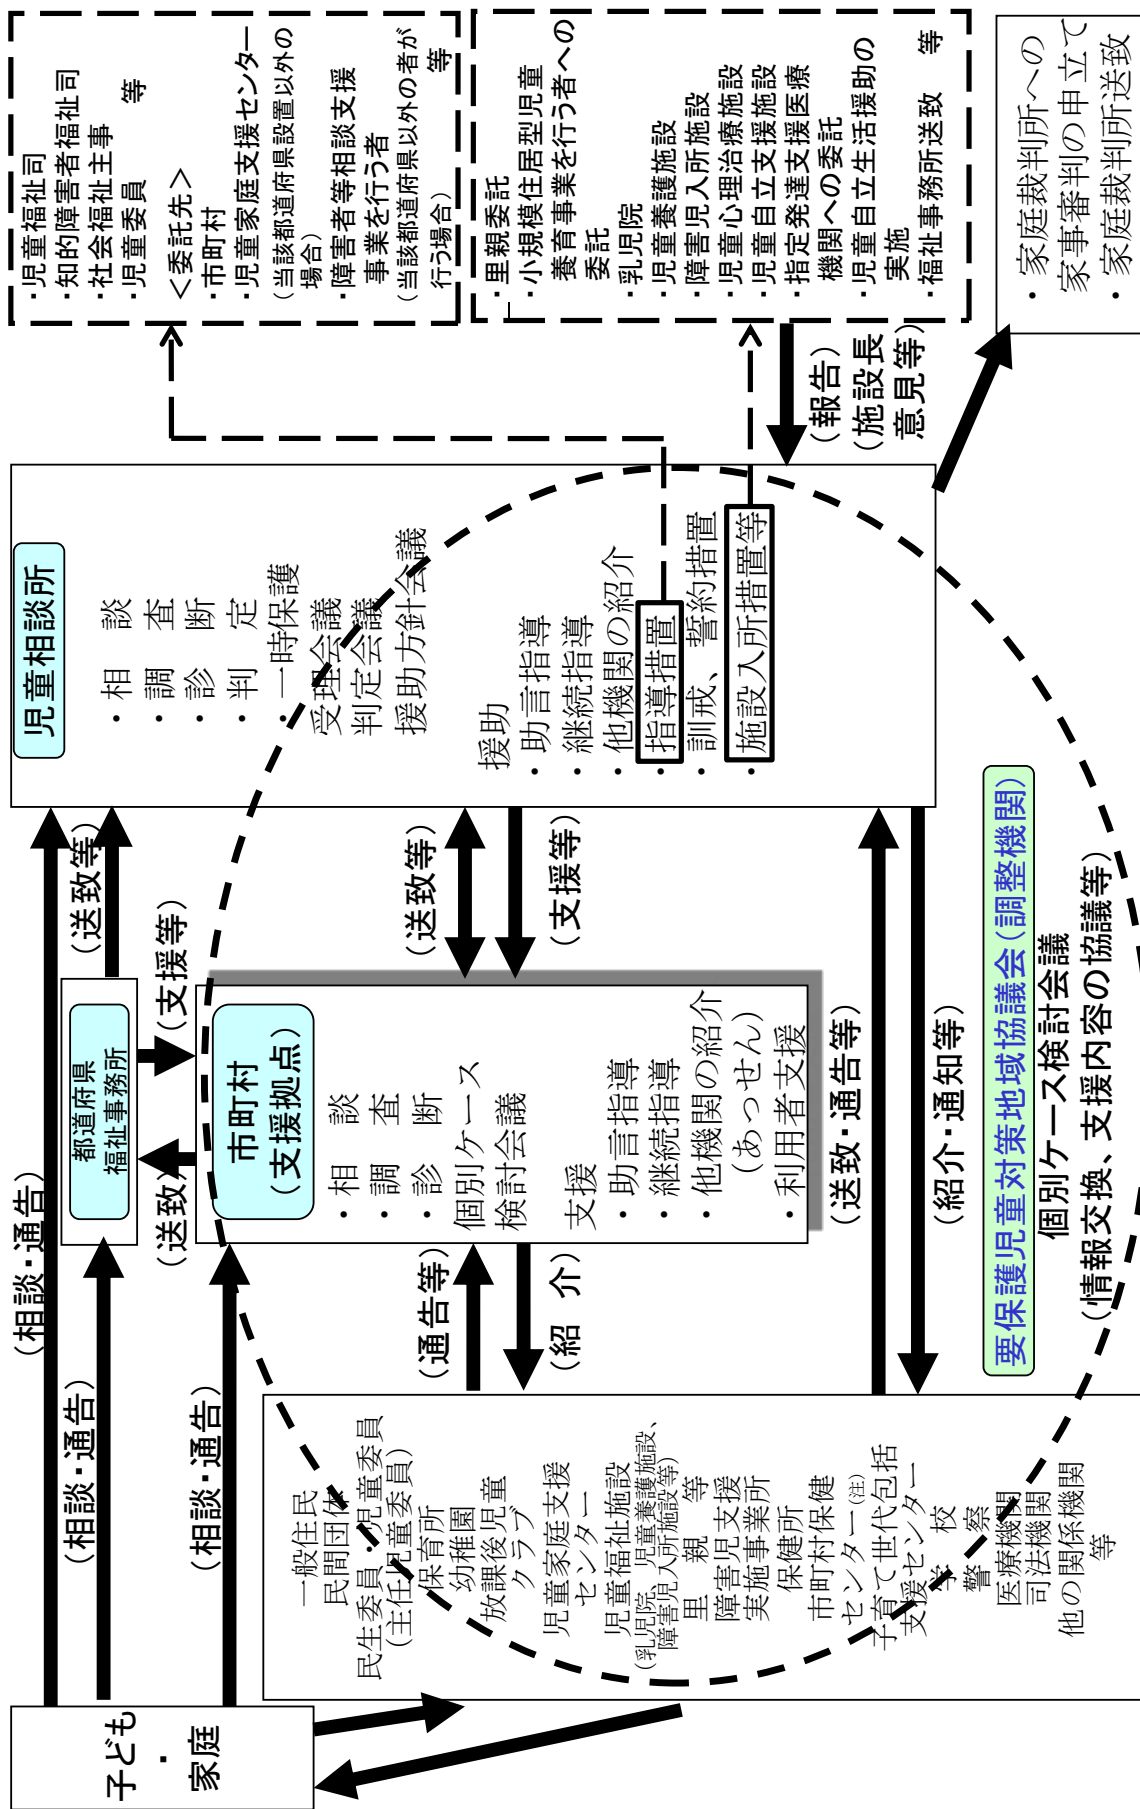 子ども
・
家庭
(相談・通告)
(相談・通告)
(相談・通告)
一般住民
民間団体
民生委員・児童委員
(主任児童委員)
保育所
幼稚園
放課後児童
クラブ
児童家庭支援
センター
児童福祉施設
(乳児院、児童養護施設、
障害児入所施設等)
里 親 等
障害児支援
実施事業所
保健所
市町村保健
センター(注)
子育て世代包括
支援センター
学 校
警 察
医療機関
司法機関
他の関係機関
等
都道府県
福祉事務所
(送致等)
(支援等)
(送致)
市町村
(支援拠点)
・相 談
・調 査
・診 断
個別ケース
検討会議
支援
・助言指導
・継続指導
・他機関の紹介
(あっせん)
・利用者支援
(通告等)
(紹 介)
(送致等)
(支援等)
(送致・通告等)
(紹介・通知等)
要保護児童対策地域協議会(調整機関)
個別ケース検討会議
(情報交換、支援内容の協議等)
児童相談所
・相 談
・調 査
・診 断
・判 定
・一時保護
受理会議
判定会議
援助方針会議
援助
・助言指導
・継続指導
・他機関の紹介
・指導措置
・訓戒、誓約措置
・施設入所措置等
(報告)
(施設長
意見等)
・児童福祉司
・知的障害者福祉司
・社会福祉主事
・児童委員 等
<委託先>
・市町村
・児童家庭支援センター
(当該都道府県設置以外の
場合)
・障害者等相談支援
事業を行う者
(当該都道府県以外の者が
行う場合) 等
・里親委託
・小規模住居型児童
養育事業を行う者への
委託
・乳児院
・児童養護施設
・障害児入所施設
・児童心理治療施設
・児童自立支援施設
・指定発達支援医療
機関への委託
・児童自立生活援助の
実施
・福祉事務所送致 等
・家庭裁判所への
家事審判の申立て
・家庭裁判所送致